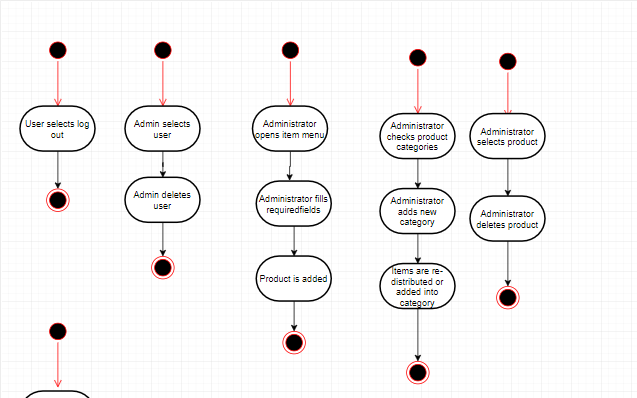 User selects log
out
Admin selects
user
Admin deletes
user
Administrator
opens item menu
Administrator fills
requiredfields
Product is added
Administrator
checks product
categories
Administrator
adds new
category
Items are re-
distributed or
added into
category
Administrator
selects product
Administrator
deletes product